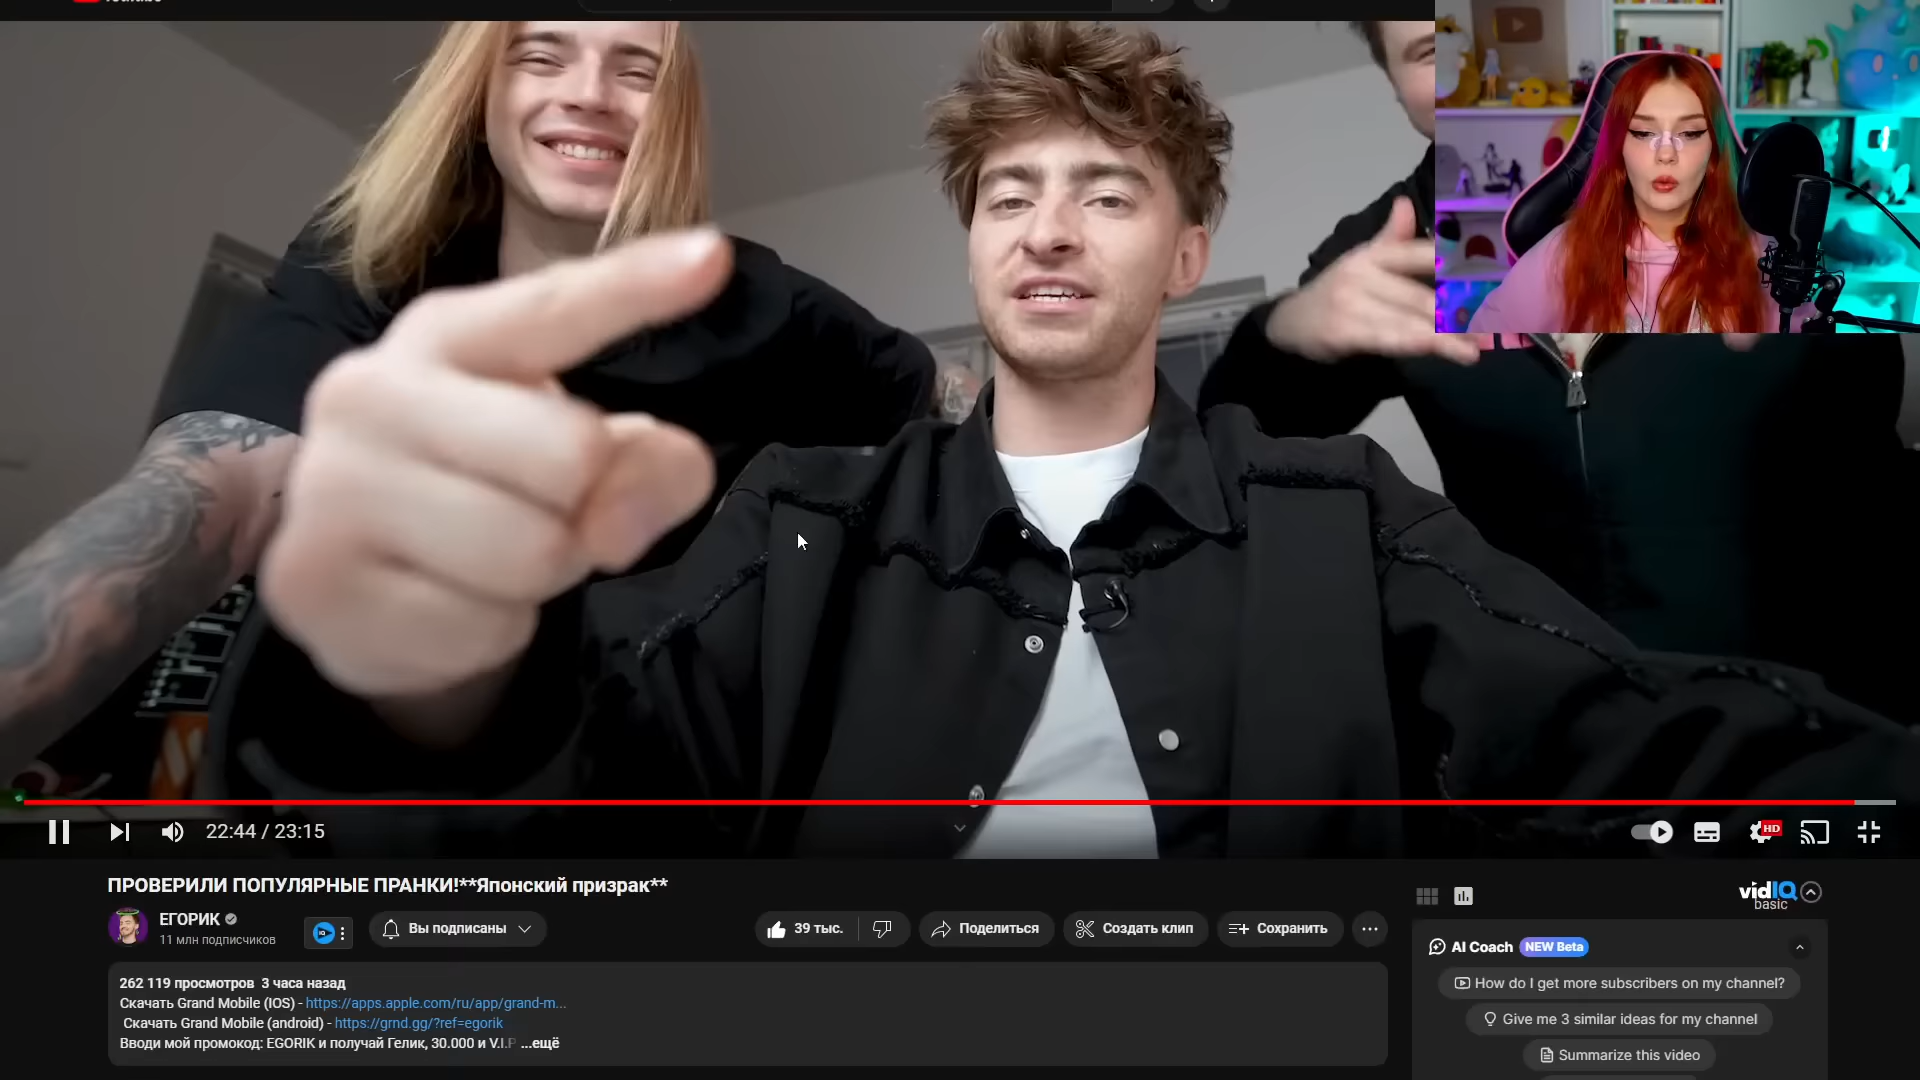 22:44 / 23:15
HD
ПРОВЕРИЛИ ПОПУЛЯРНЫЕ ПРАНКИ!**Японский призрак**
ЕГОРИК
11 млн подписчиков
Вы подписаны
39 тыс.
Поделиться
Создать клип
Сохранить
262 119 просмотров 3 часа назад
Скачать Grand Mobile (IOS) - https://apps.apple.com/ru/app/grand-m...
Скачать Grand Mobile (android) - https://grnd.gg/?ref=egorik
Вводи мой промокод: EGORIK и получай Гелик, 30.000 и V.I.P ...ещё
vidIQ
basic
AI Coach NEW Beta
How do I get more subscribers on my channel?
Give me 3 similar ideas for my channel
Summarize this video